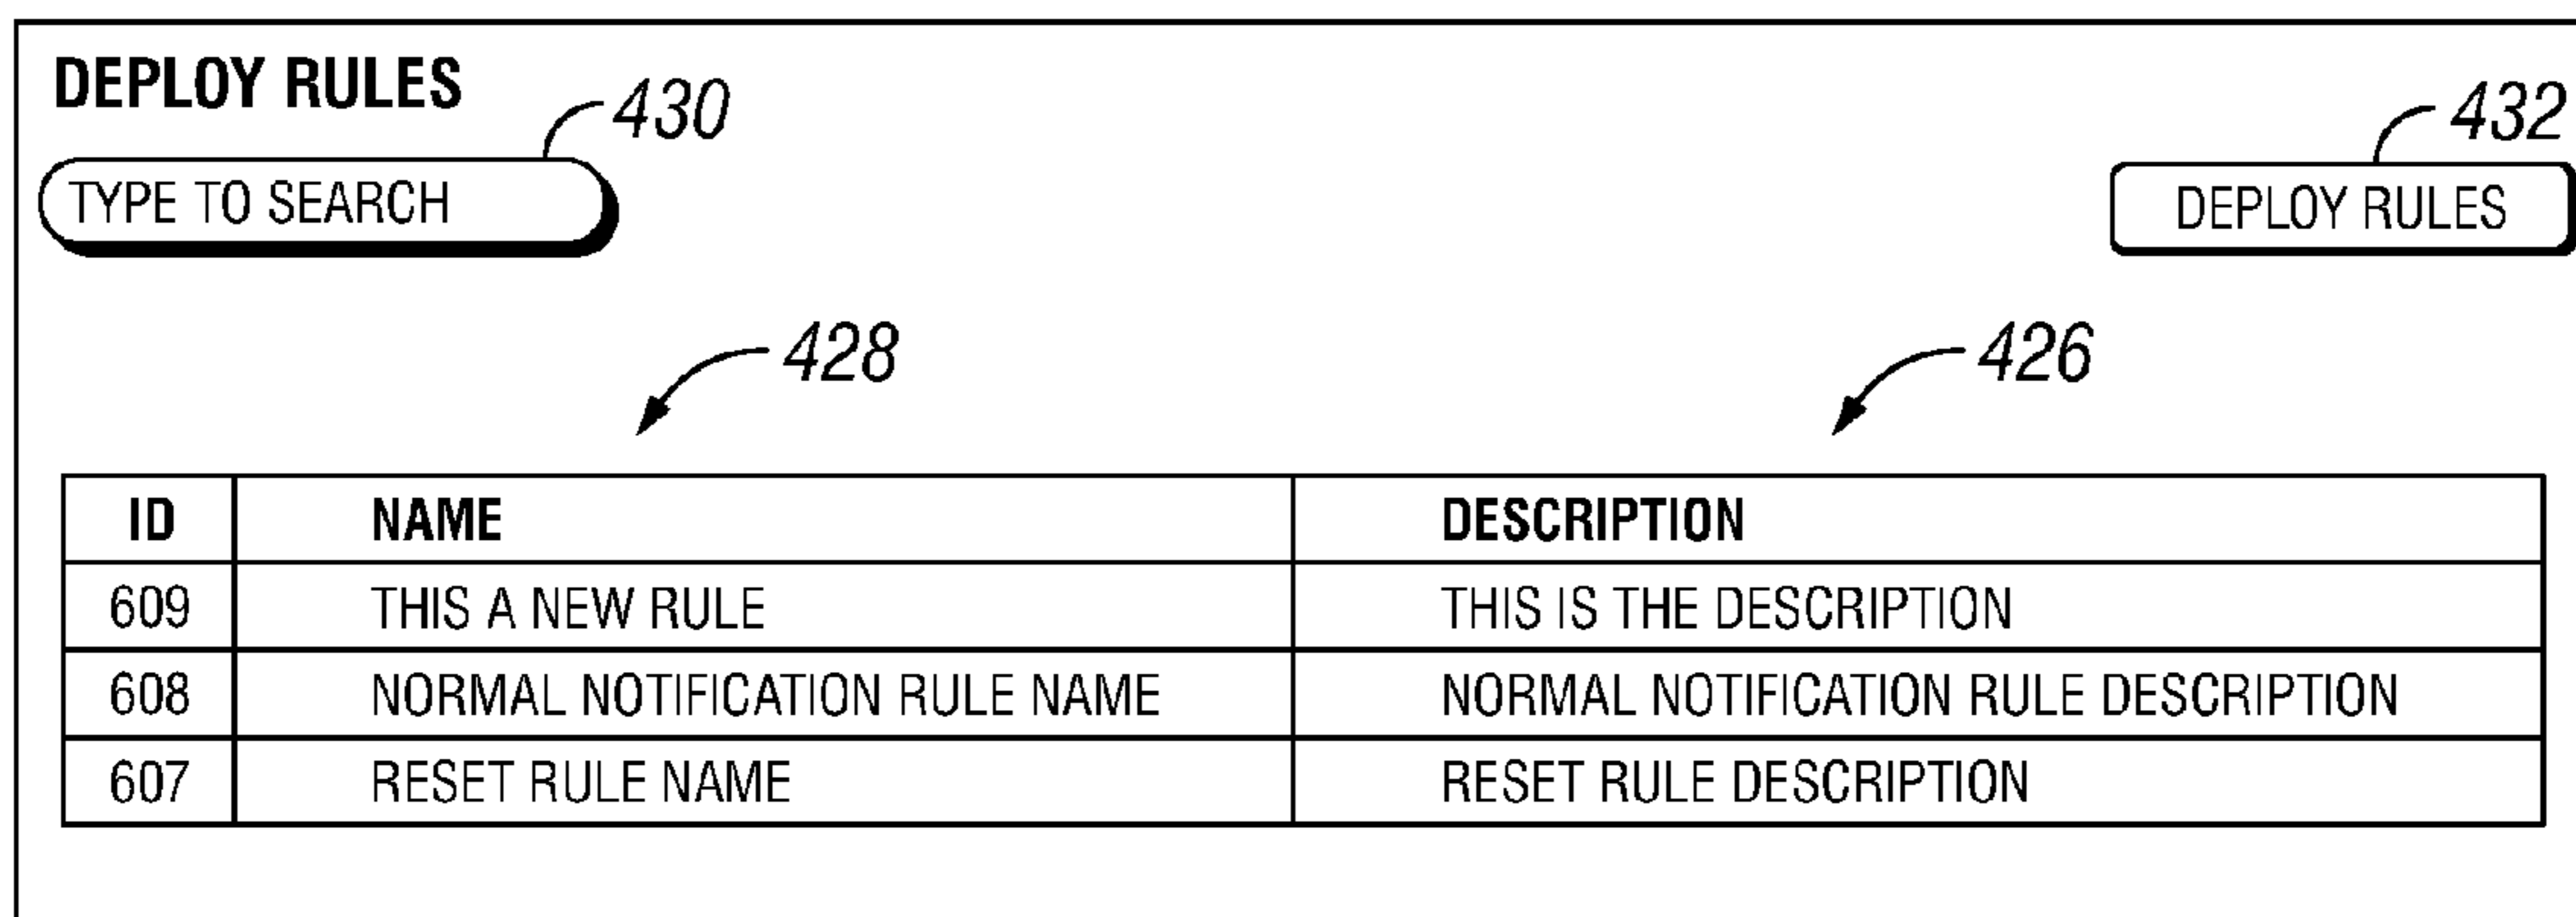 DEPLOY RULES
430
432
TYPE TO SEARCH
DEPLOY RULES
428
426
ID NAME DESCRIPTION
609 THIS A NEW RULE THIS IS THE DESCRIPTION
608 NORMAL NOTIFICATION RULE NAME NORMAL NOTIFICATION RULE DESCRIPTION
607 RESET RULE NAME RESET RULE DESCRIPTION